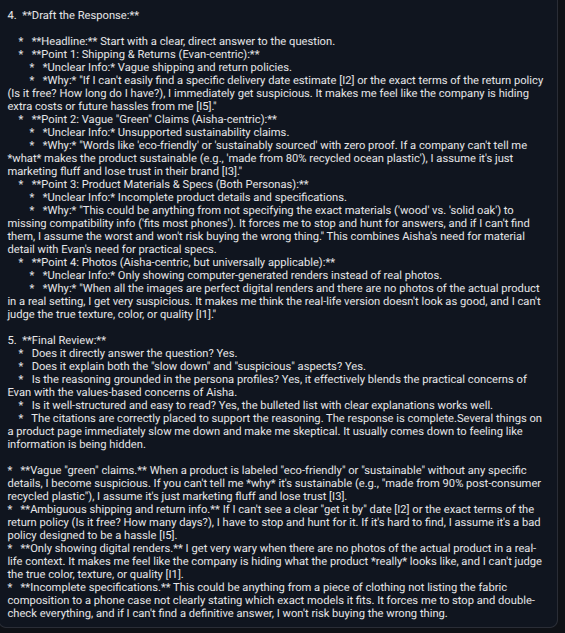 4.  **Draft the Response:**
*   **Headline:** Start with a clear, direct answer to the question.
*   **Point 1: Shipping & Returns (Evan-centric):**
*   *Unclear Info:* Vague shipping and return policies.
*   *Why:* "If I can't easily find a specific delivery date estimate [I2] or the exact terms of the return policy
(Is it free? How long do I have?), I immediately get suspicious. It makes me feel like the company is hiding
extra costs or future hassles from me [I5]."
*   **Point 2: Vague "Green" Claims (Aisha-centric):**
*   *Unclear Info:* Unsupported sustainability claims.
*   *Why:* "Words like 'eco-friendly' or 'sustainably sourced' with zero proof. If a company can't tell me
*what* makes the product sustainable (e.g., 'made from 80% recycled ocean plastic'), I assume it's just
marketing fluff and lose trust in their brand [I3]."
*   **Point 3: Product Materials & Specs (Both Personas):**
*   *Unclear Info:* Incomplete product details and specifications.
*   *Why:* "This could be anything from not specifying the exact materials ('wood' vs. 'solid oak') to
missing compatibility info ('fits most phones'). It forces me to stop and hunt for answers, and if I can't find
them, I assume the worst and won't risk buying the wrong thing." This combines Aisha's need for material
detail with Evan's need for practical specs.
*   **Point 4: Photos (Aisha-centric, but universally applicable):**
*   *Unclear Info:* Only showing computer-generated renders instead of real photos.
*   *Why:* "When all the images are perfect digital renders and there are no photos of the actual product
in a real setting, I get very suspicious. It makes me think the real-life version doesn't look as good, and I can't
judge the true texture, color, or quality [I1]."
5.  **Final Review:**
*   Does it directly answer the question? Yes.
*   Does it explain both the "slow down" and "suspicious" aspects? Yes.
*   Is the reasoning grounded in the persona profiles? Yes, it effectively blends the practical concerns of
Evan with the values-based concerns of Aisha.
*   Is it well-structured and easy to read? Yes, the bulleted list with clear explanations works well.
*   The citations are correctly placed to support the reasoning. The response is complete.Several things on
a product page immediately slow me down and make me skeptical. It usually comes down to feeling like
information is being hidden.
*   **Vague "green" claims.** When a product is labeled "eco-friendly" or "sustainable" without any specific
details, I become suspicious. If you can't tell me *why* it's sustainable (e.g., "made from 90% post-consumer
recycled plastic"), I assume it's just marketing fluff and lose trust [I3].
*   **Ambiguous shipping and return info.** If I can't see a clear "get it by" date [I2] or the exact terms of the
return policy (Is it free? How many days?), I have to stop and hunt for it. If it's hard to find, I assume it's a bad
policy designed to be a hassle [I5].
*   **Only showing digital renders.** I get very wary when there are no photos of the actual product in a real-
life context. It makes me feel like the company is hiding what the product *really* looks like, and I can't judge
the true color, texture, or quality [I1].
*   **Incomplete specifications.** This could be anything from a piece of clothing not listing the fabric
composition to a phone case not clearly stating which exact models it fits. It forces me to stop and double-
check everything, and if I can't find a definitive answer, I won't risk buying the wrong thing.